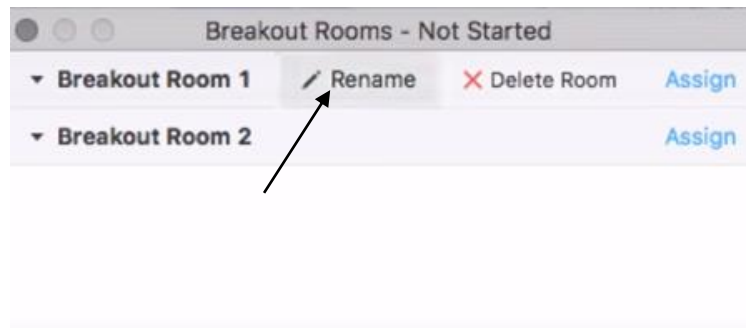 Breakout Rooms - Not Started
Breakout Room 1 Rename Delete Room Assign
Breakout Room 2 Assign